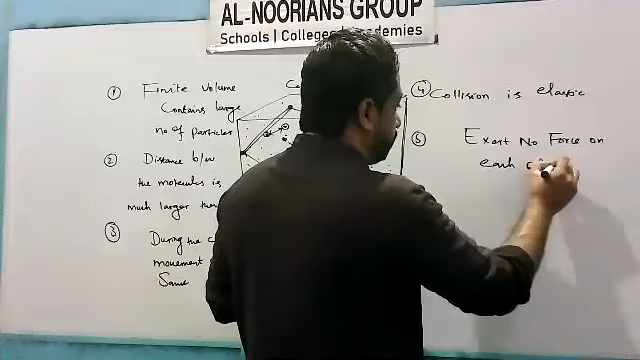 AL-NOORIANS GROUP
Schools | Colleges | Academies
① Finite Volume
Contains large
no of particles
② Distance b/w
the molecules is
much larger
③ During the
movement
Same
④ Collision is elastic
⑤ Exert No Force on
each